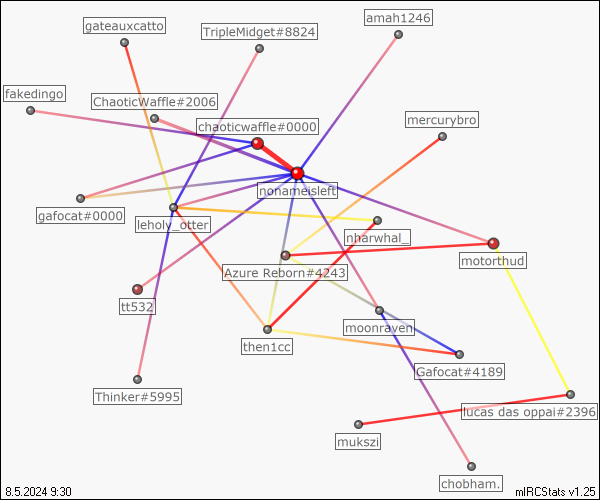 amah1246
gateauxcatto
TripleMidget#8824
fakedingo
ChaoticWaffle#2006
mercurybro
chaoticwaffle#0000
nonameisleft
gafocat#0000
leholy_otter
nharwhal_
motorthud
Azure Reborn#4243
tt532
moonraven
then1cc
Gafocat#4189
Thinker#5995
lucas das oppai#2396
mukszi
chobham.
8.5.2024 9:30
mIRCStats v1.25